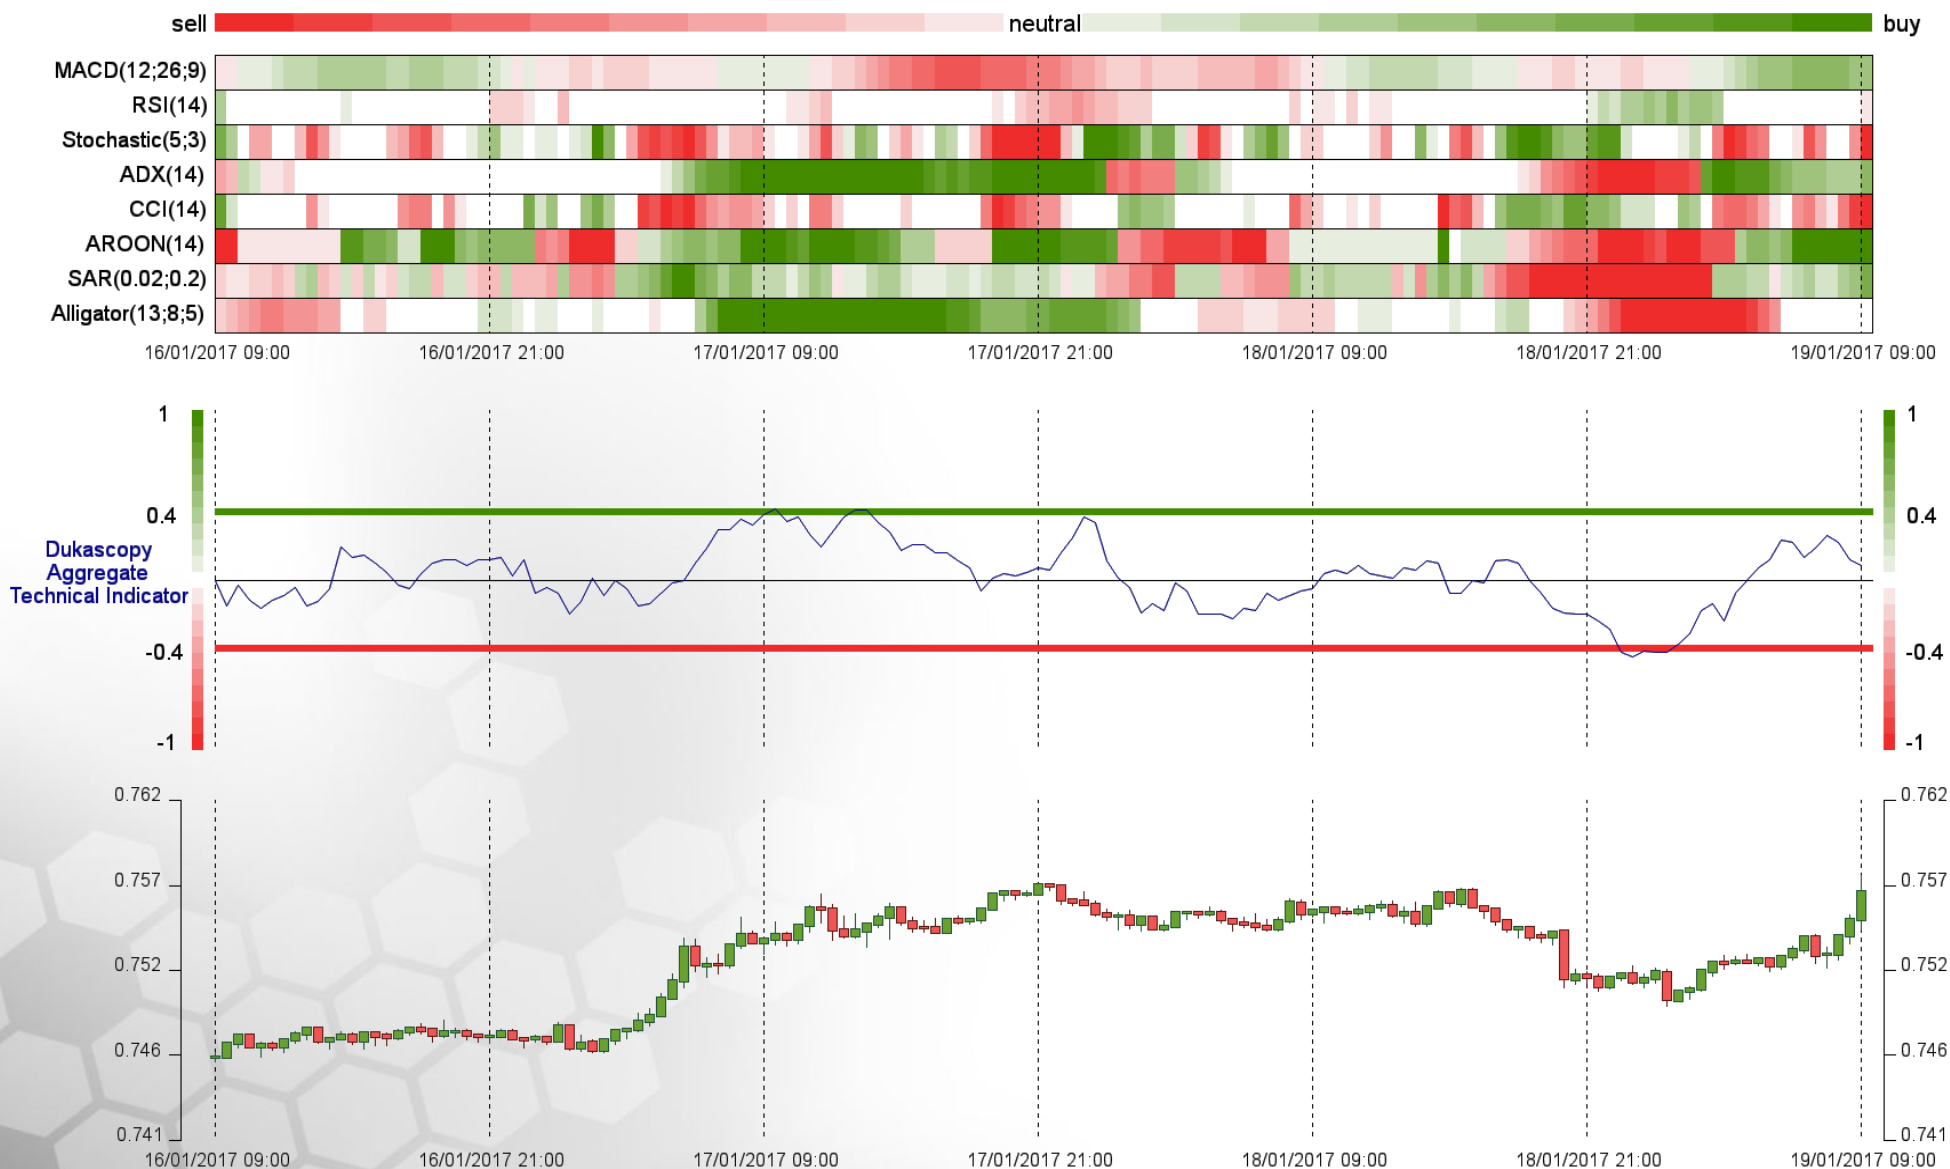 sell neutral buy
MACD(12;26;9)
RSI(14)
Stochastic(5;3)
ADX(14)
CCI(14)
AROON(14)
SAR(0.02;0.2)
Alligator(13;8;5)
16/01/2017 09:00 16/01/2017 21:00 17/01/2017 09:00 17/01/2017 21:00 18/01/2017 09:00 18/01/2017 21:00 19/01/2017 09:00
1 1
0.4 0.4
Dukascopy
Aggregate
Technical Indicator
-0.4 -0.4
-1 -1
0.762 0.762
0.757 0.757
0.752 0.752
0.746 0.746
0.741 0.741
16/01/2017 09:00 16/01/2017 21:00 17/01/2017 09:00 17/01/2017 21:00 18/01/2017 09:00 18/01/2017 21:00 19/01/2017 09:00